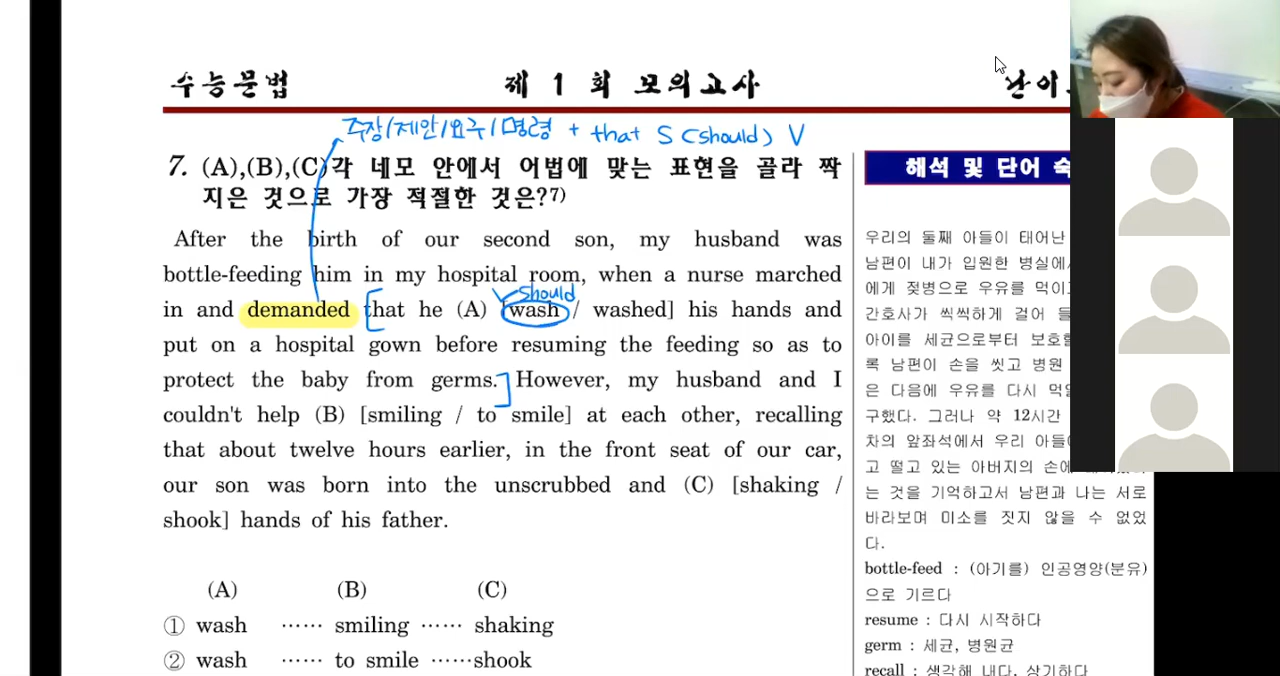 수능문법 제 1 회 모의고사 난이
주장/제안/요구/명령 + that S (should) V
7. (A),(B),(C)각 네모 안에서 어법에 맞는 표현을 골라 짝
지은 것으로 가장 적절한 것은?7)
After the birth of our second son, my husband was
bottle-feeding him in my hospital room, when a nurse marched
should
in and demanded that he (A) [wash / washed] his hands and
put on a hospital gown before resuming the feeding so as to
protect the baby from germs. However, my husband and I
couldn't help (B) [smiling / to smile] at each other, recalling
that about twelve hours earlier, in the front seat of our car,
our son was born into the unscrubbed and (C) [shaking /
shook] hands of his father.
(A) (B) (C)
① wash ⋯⋯ smiling ⋯⋯ shaking
② wash ⋯⋯ to smile ⋯⋯shook
해석 및 단어 숙
우리의 둘째 아들이 태어난
남편이 내가 입원한 병실에서
에게 젖병으로 우유를 먹이고
간호사가 씩씩하게 걸어 들
아이를 세균으로부터 보호할
록 남편이 손을 씻고 병원
은 다음에 우유를 다시 먹일
구했다. 그러나 약 12시간
차의 앞좌석에서 우리 아들이
고 떨고 있는 아버지의 손에
는 것을 기억하고서 남편과 나는 서로
바라보며 미소를 짓지 않을 수 없었
다.
bottle-feed : (아기를) 인공영양(분유)
으로 기르다
resume : 다시 시작하다
germ : 세균, 병원균
recall : 생각해 내다, 상기하다